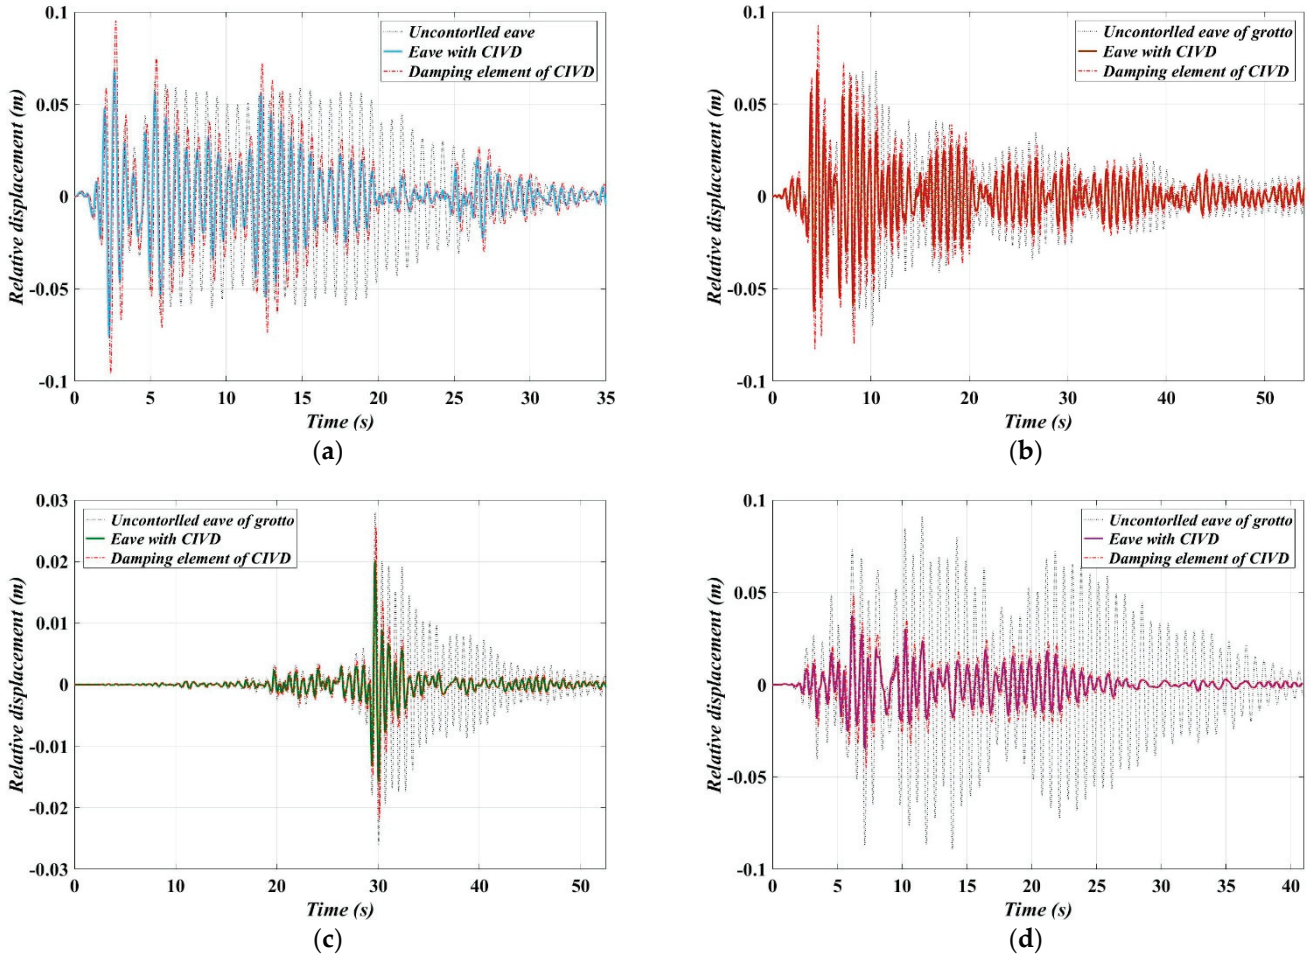 Relative displacement (m)
0.1
0.05
0
-0.05
-0.1
Uncontorlled eave
Eave with CIVD
Damping element of CIVD
0 5 10 15 20 25 30 35
Time (s)
(a)
Relative displacement (m)
0.1
0.05
0
-0.05
-0.1
Uncontorlled eave of grotto
Eave with CIVD
Damping element of CIVD
0 10 20 30 40 50
Time (s)
(b)
Relative displacement (m)
0.03
0.02
0.01
0
-0.01
-0.02
-0.03
Uncontorlled eave of grotto
Eave with CIVD
Damping element of CIVD
0 10 20 30 40 50
Time (s)
(c)
Relative displacement (m)
0.1
0.05
0
-0.05
-0.1
Uncontorlled eave of grotto
Eave with CIVD
Damping element of CIVD
0 5 10 15 20 25 30 35 40
Time (s)
(d)